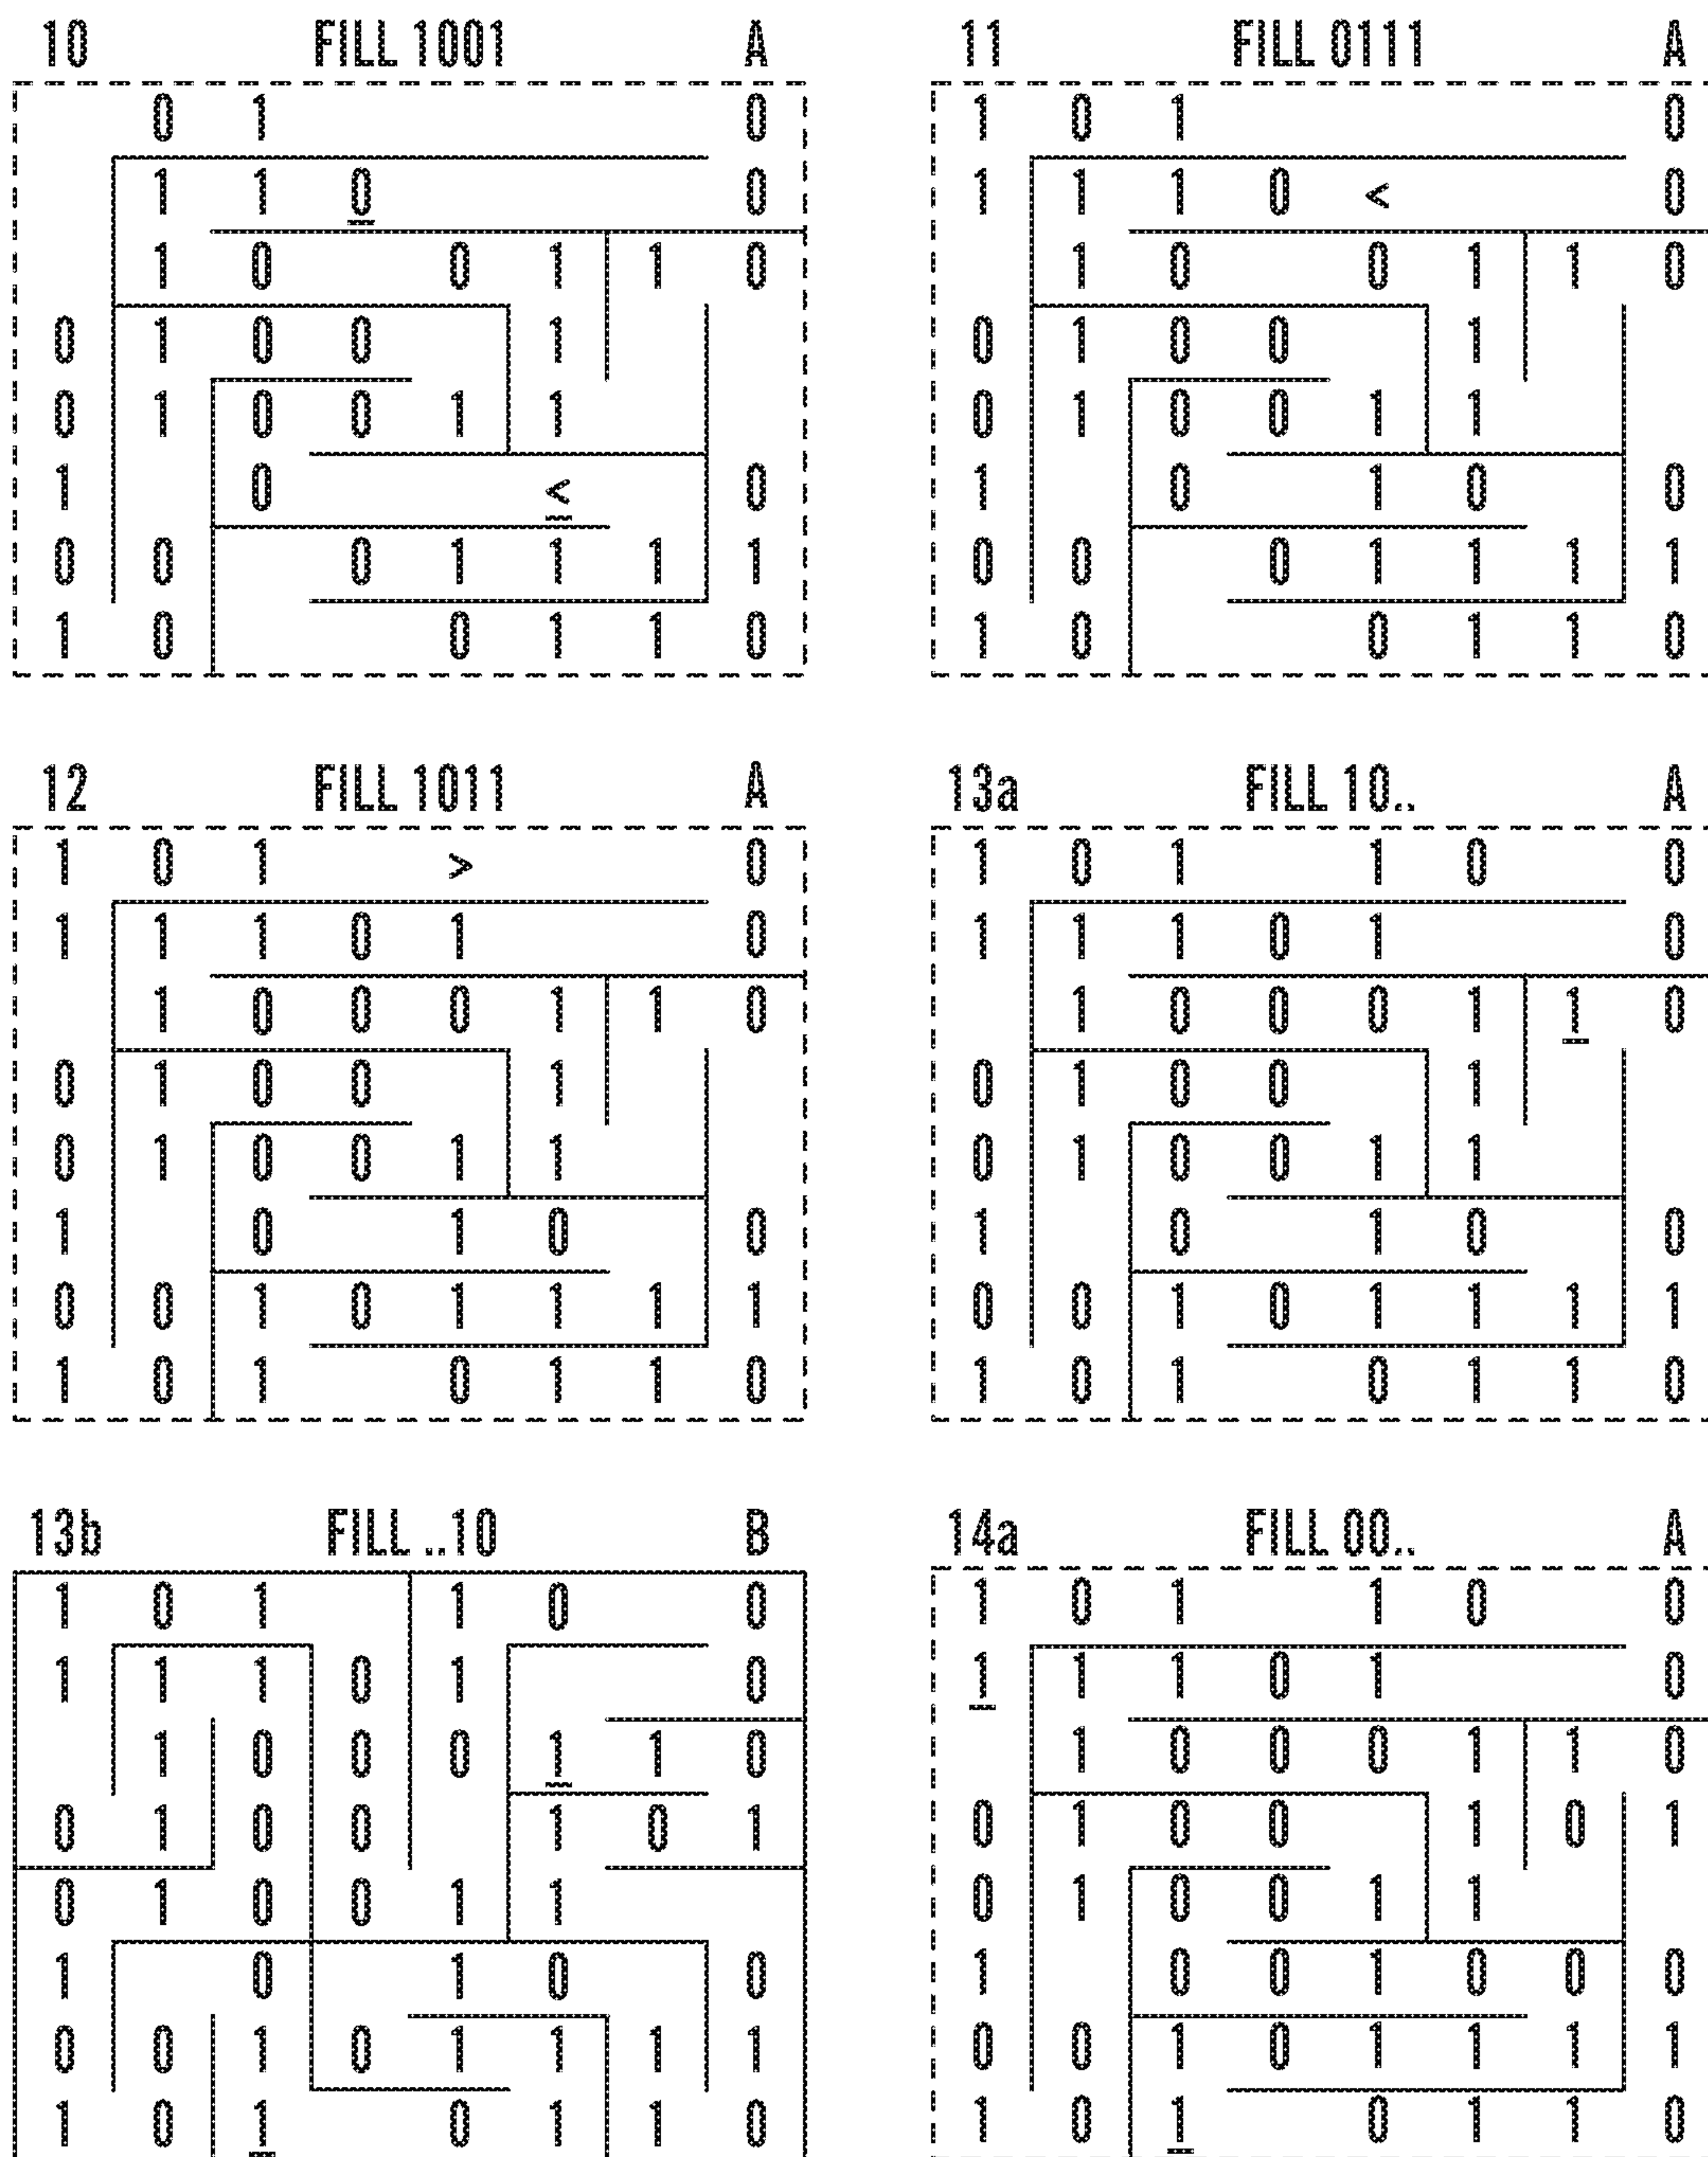 10 FILL 1001 A
0 1 0
1 1 0 0
1 0 0 1 1 0
0 1 0 0 1
0 1 0 0 1 1
1 0 < 0
0 0 0 1 1 1 1
1 0 0 1 1 0
11 FILL 0111 A
1 0 1 0
1 1 1 0 < 0
1 0 0 1 1 0
0 1 0 0 1
0 1 0 0 1 1
1 0 1 0 0
0 0 0 1 1 1 1
1 0 0 1 1 0
12 FILL 1011 A
1 0 1 > 0
1 1 1 0 1 0
1 0 0 0 1 1 0
0 1 0 0 1
0 1 0 0 1 1
1 0 1 0 0
0 0 1 0 1 1 1 1
1 0 1 0 1 1 0
13a FILL 10.. A
1 0 1 1 0 0
1 1 1 0 1 0
1 0 0 0 1 1 0
0 1 0 0 1
0 1 0 0 1 1
1 0 1 0 0
0 0 1 0 1 1 1 1
1 0 1 0 1 1 0
13b FILL ..10 B
1 0 1 1 0 0
1 1 1 0 1 0
1 0 0 0 1 1 0
0 1 0 0 1 0 1
0 1 0 0 1 1
1 0 1 0 0
0 0 1 0 1 1 1 1
1 0 1 0 1 1 0
14a FILL 00.. A
1 0 1 1 0 0
1 1 1 0 1 0
1 0 0 0 1 1 0
0 1 0 0 1 0 1
0 1 0 0 1 1
1 0 0 1 0 0 0
0 0 1 0 1 1 1 1
1 0 1 0 1 1 0